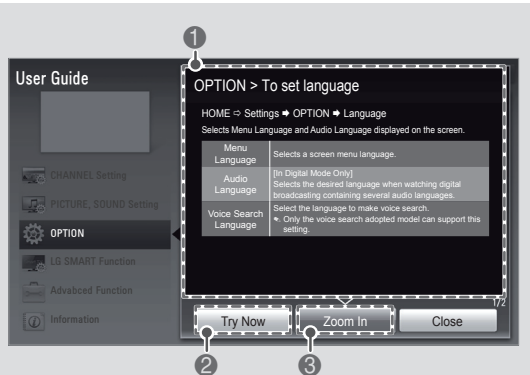 1
User Guide
OPTION > To set language
HOME ⇨ Settings ➡ OPTION ➡ Language
Selects Menu Language and Audio Language displayed on the screen.
Menu
Language
Selects a screen menu language.
Audio
Language
[In Digital Mode Only]
Selects the desired language when watching digital
broadcasting containing several audio languages.
Voice Search
Language
Select the language to make voice search.
Only the voice search adopted model can support this
setting.
CHANNEL Setting
PICTURE, SOUND Setting
OPTION
LG SMART Function
Advabced Function
Information
1/2
Try Now
Zoom In
Close
2
3